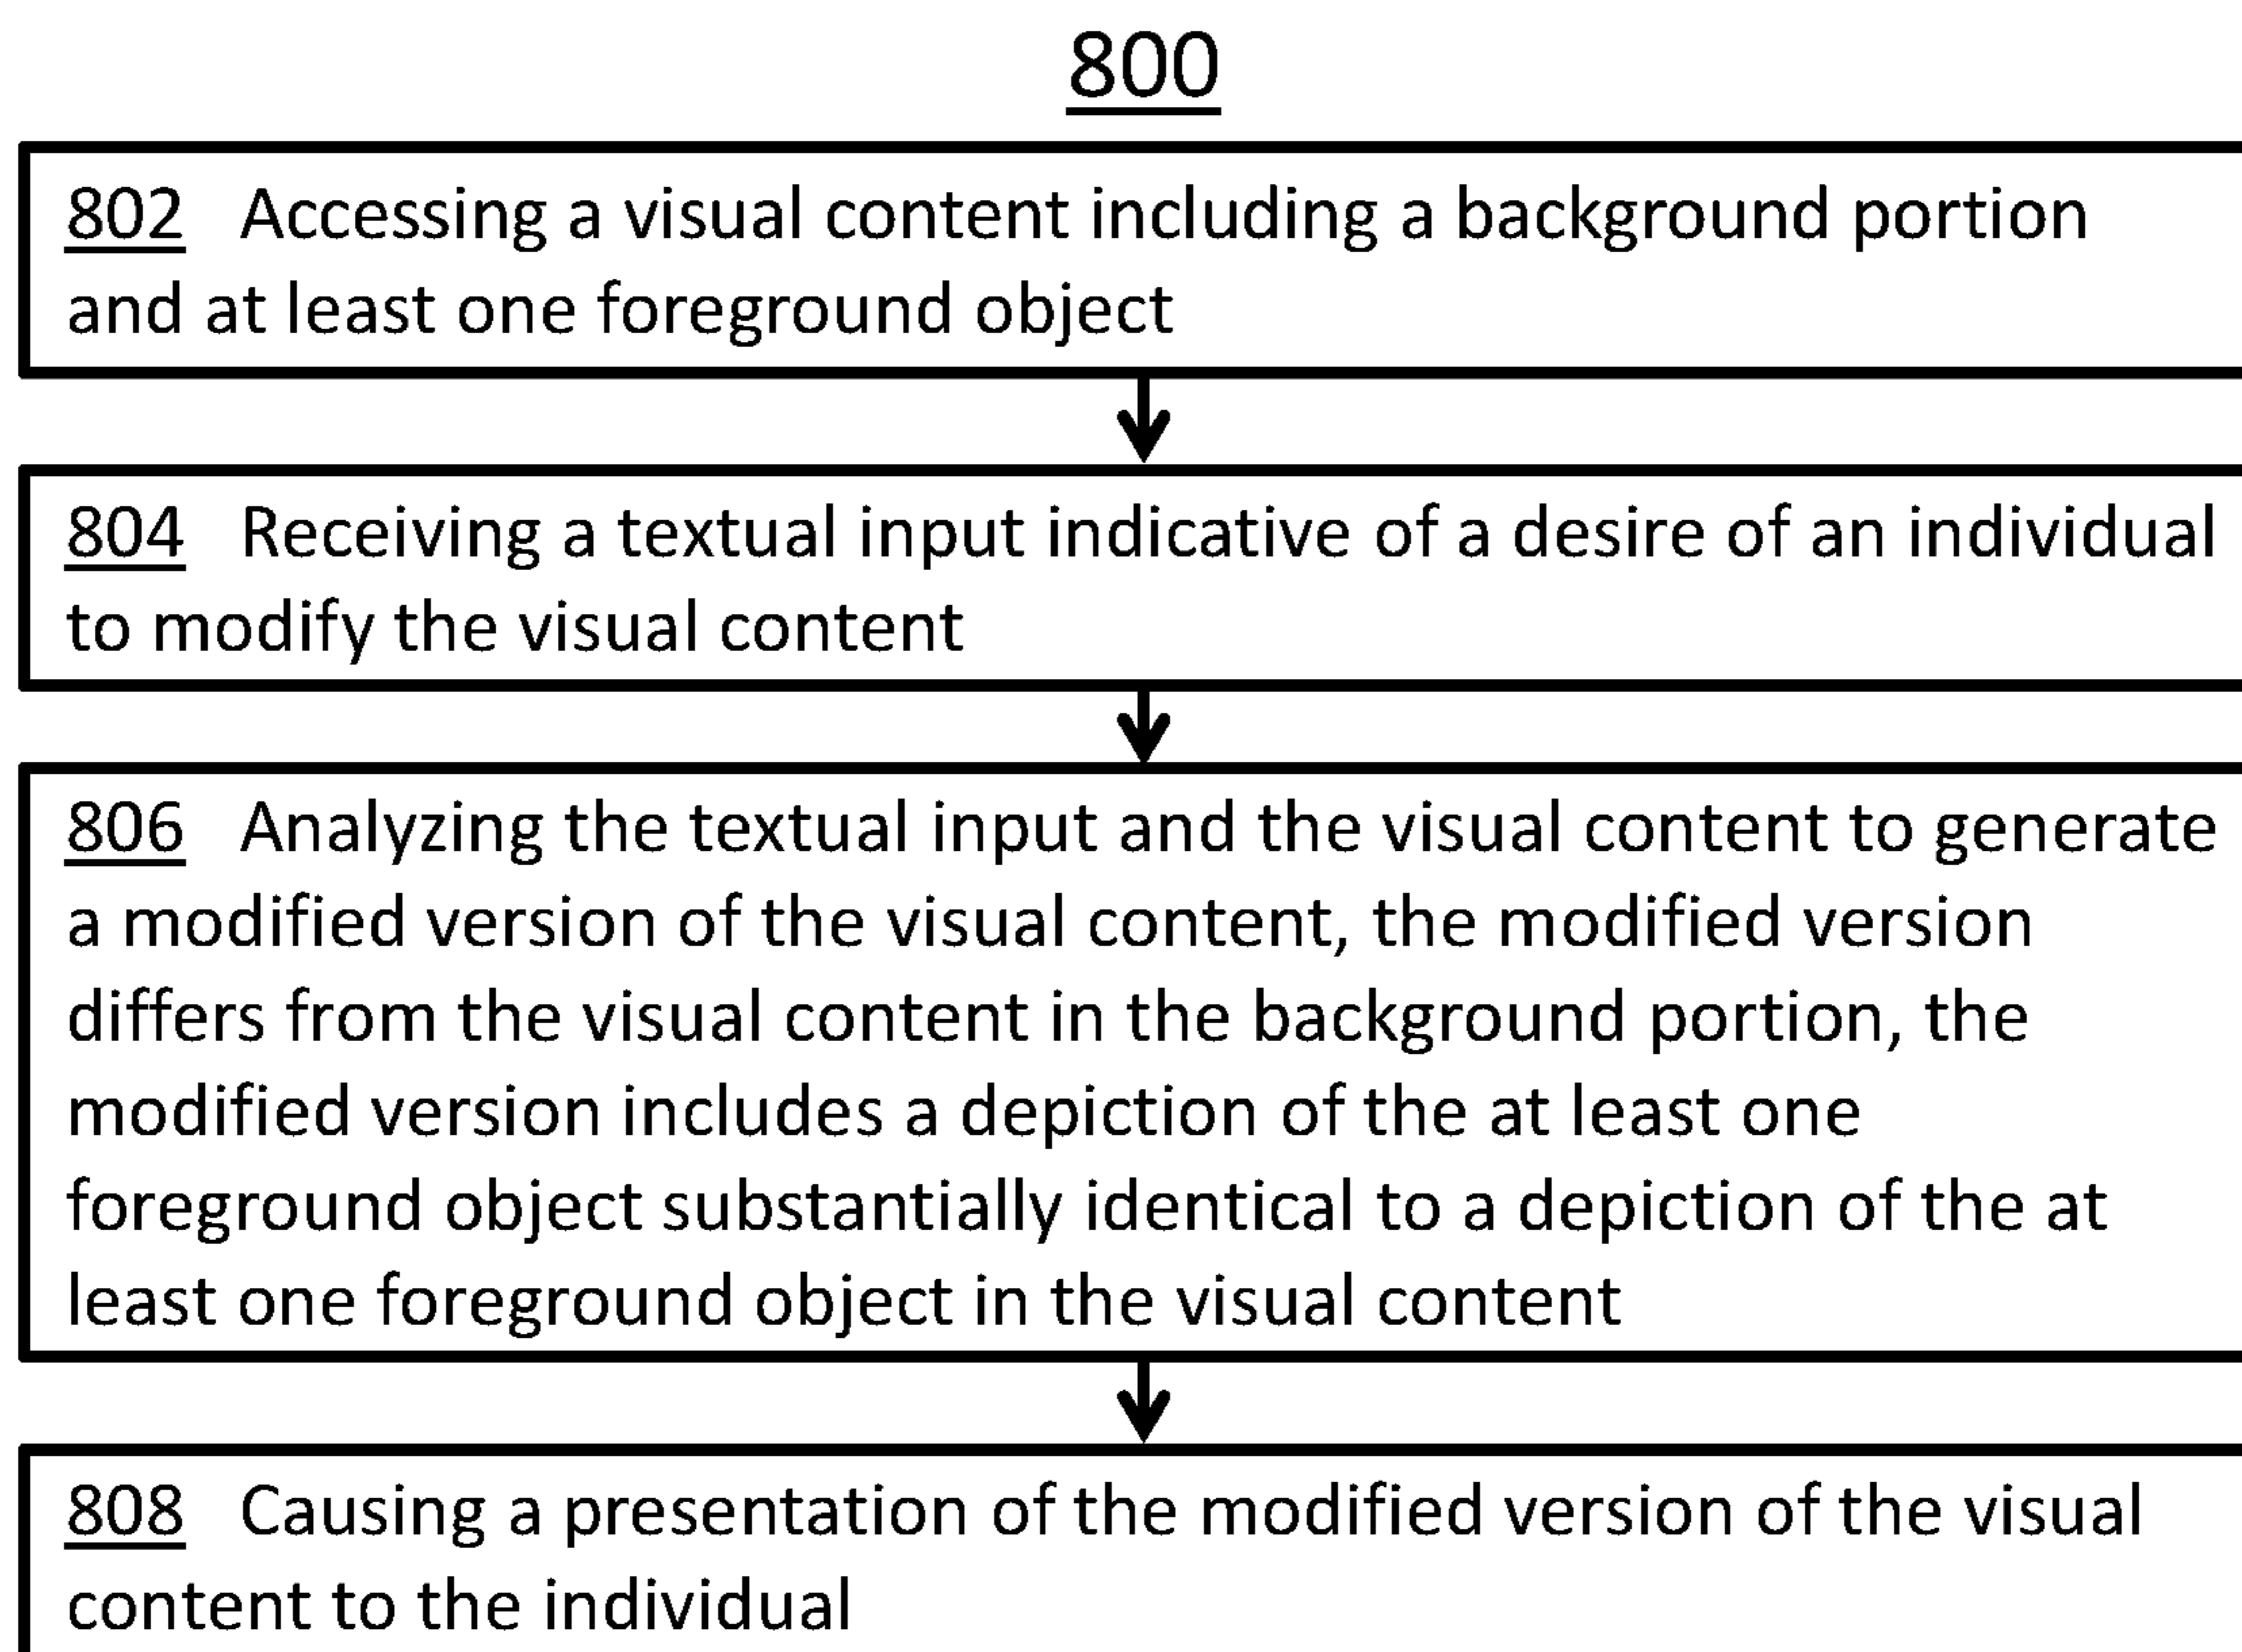 800
802 Accessing a visual content including a background portion
and at least one foreground object
804 Receiving a textual input indicative of a desire of an individual
to modify the visual content
806 Analyzing the textual input and the visual content to generate
a modified version of the visual content, the modified version
differs from the visual content in the background portion, the
modified version includes a depiction of the at least one
foreground object substantially identical to a depiction of the at
least one foreground object in the visual content
808 Causing a presentation of the modified version of the visual
content to the individual